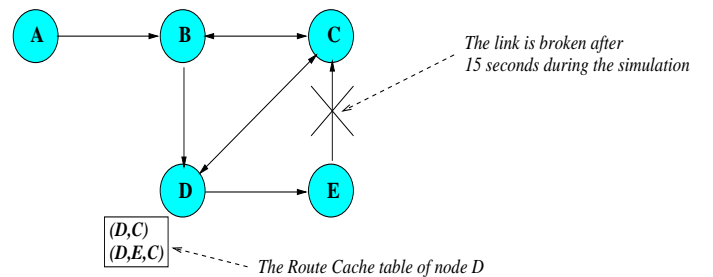 A
B
C
The link is broken after
15 seconds during the simulation
D
E
(D,C)
(D,E,C)
The Route Cache table of node D